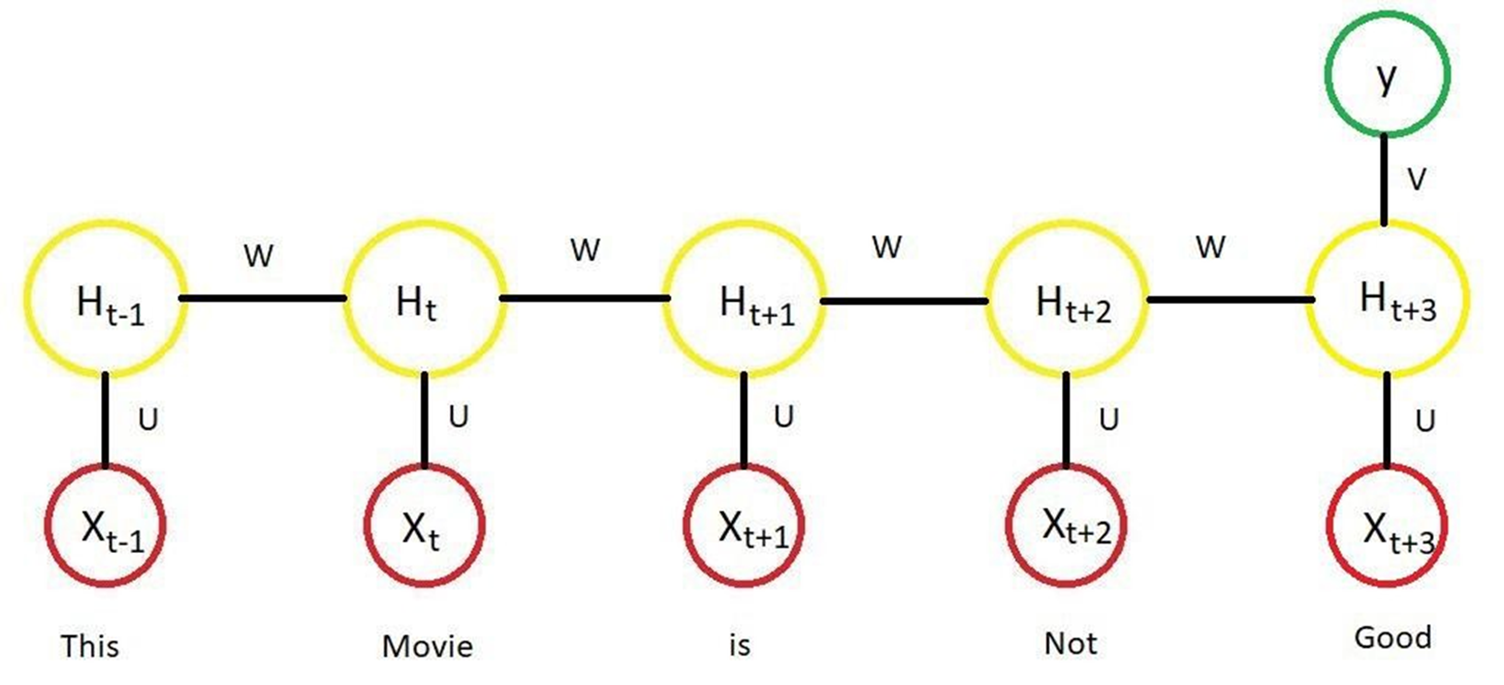 y
V
W W W W
H_{t-1} H_t H_{t+1} H_{t+2} H_{t+3}
U U U U U
X_{t-1} X_t X_{t+1} X_{t+2} X_{t+3}
This Movie is Not Good